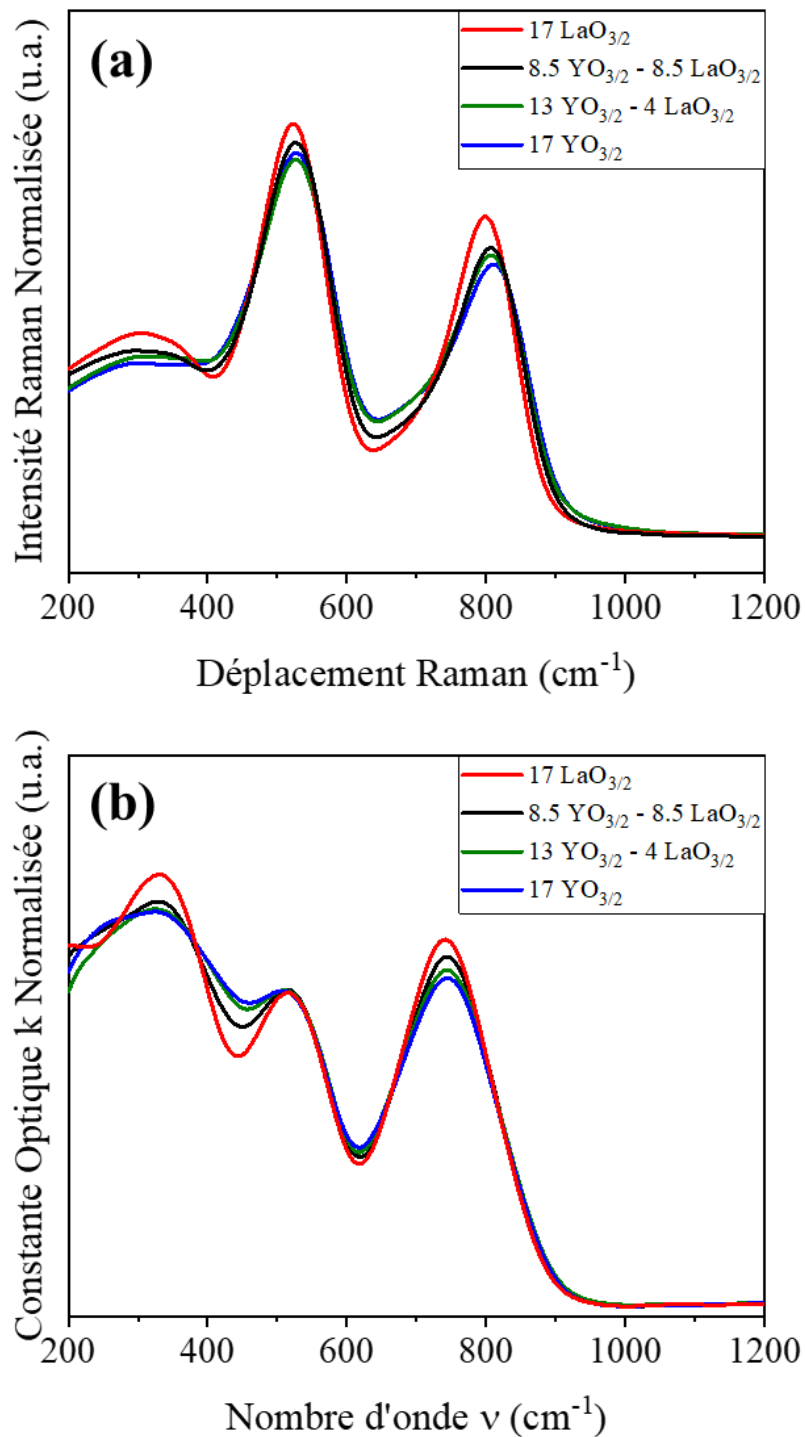 (a)
17 LaO3/2
8.5 YO3/2 - 8.5 LaO3/2
13 YO3/2 - 4 LaO3/2
17 YO3/2
Intensité Raman Normalisée (u.a.)
200 400 600 800 1000 1200
Déplacement Raman (cm-1)
(b)
17 LaO3/2
8.5 YO3/2 - 8.5 LaO3/2
13 YO3/2 - 4 LaO3/2
17 YO3/2
Constante Optique k Normalisée (u.a.)
200 400 600 800 1000 1200
Nombre d'onde ν (cm-1)